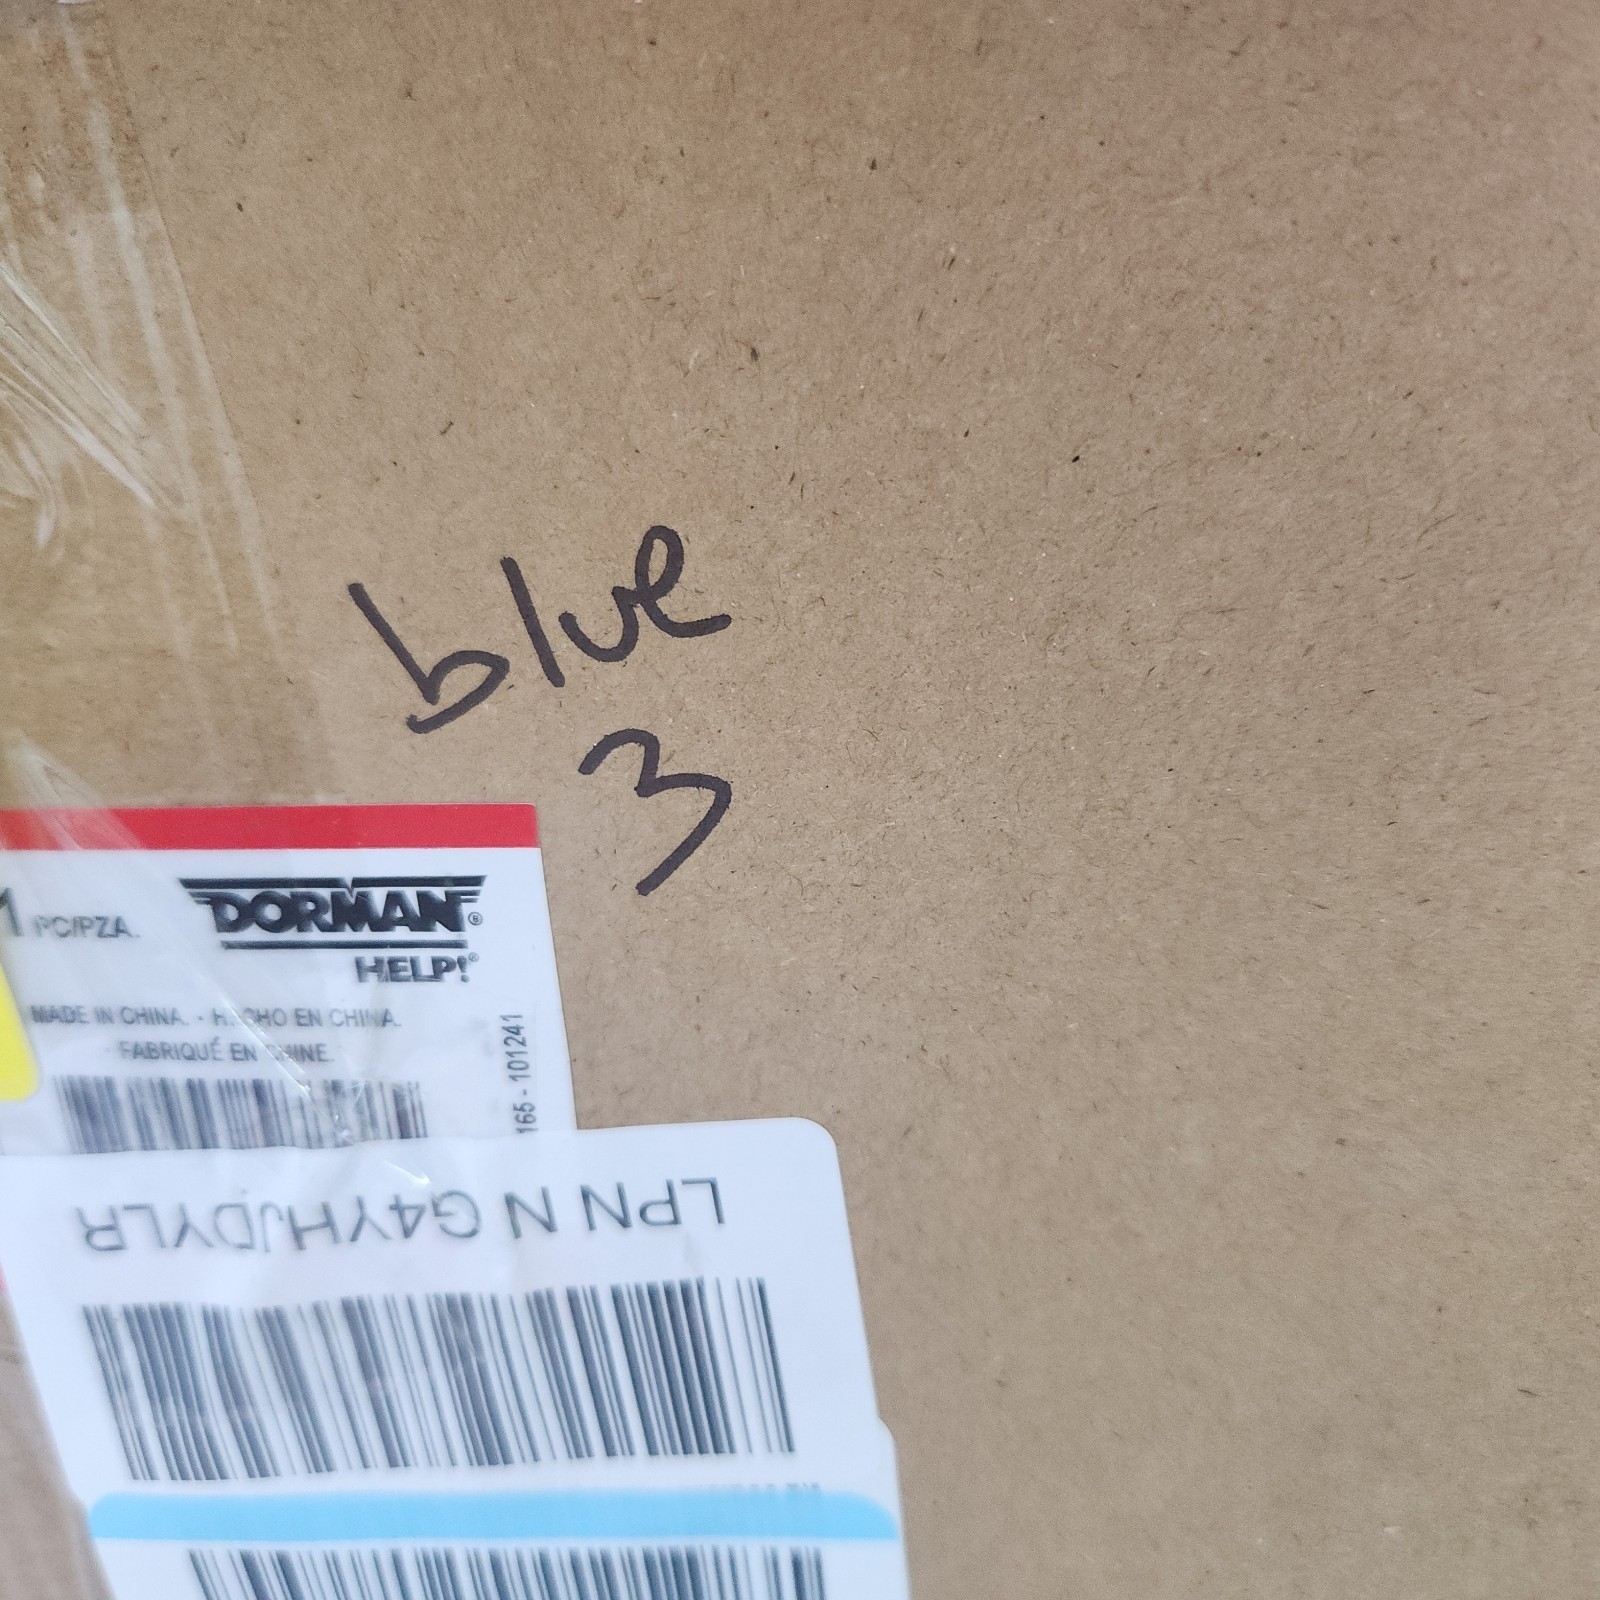 blue
3
1 PC/PZA.
DORMAN®
HELP!®
MADE IN CHINA. - HECHO EN CHINA.
FABRIQUÉ EN CHINE.
165 - 101241
LPN N G4YHJDYLR